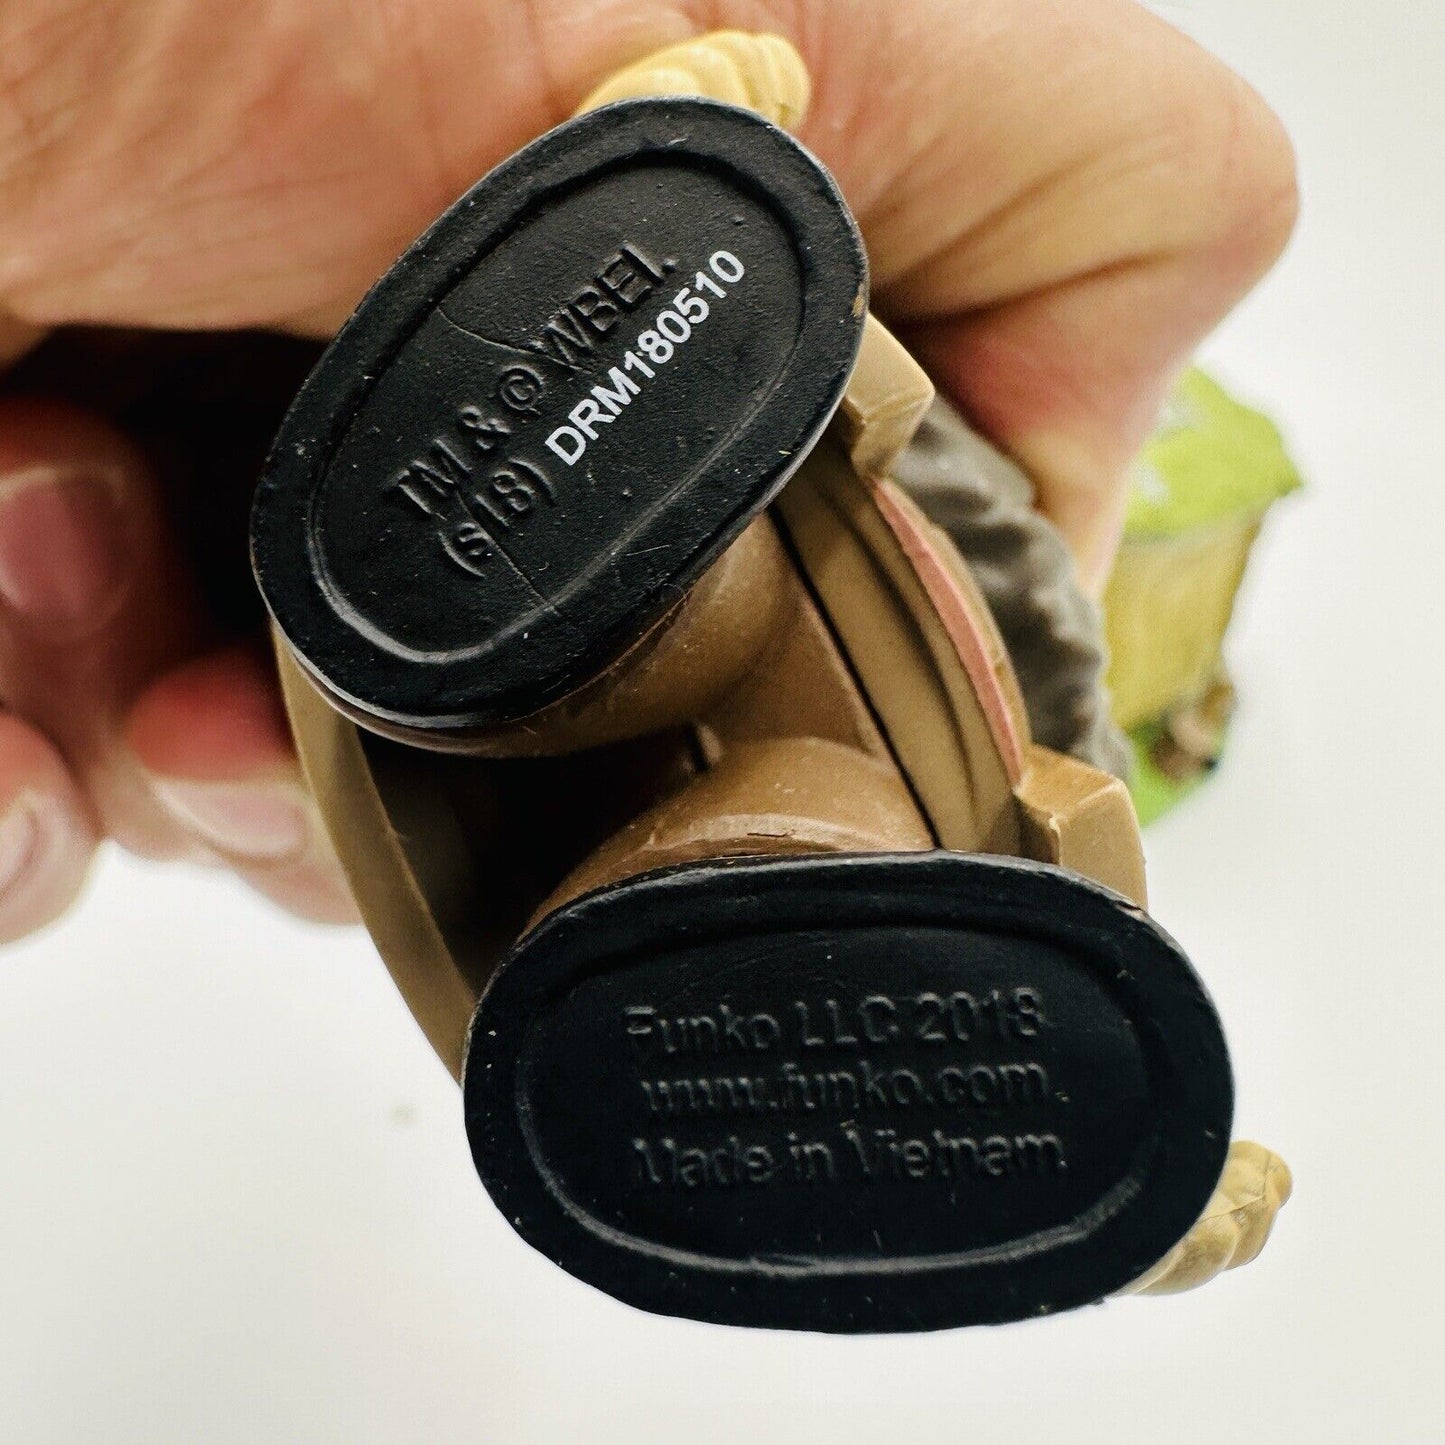 TM & © WBEI.
(s18)
DRM180510
Funko LLC 2018
www.funko.com
Made in Vietnam